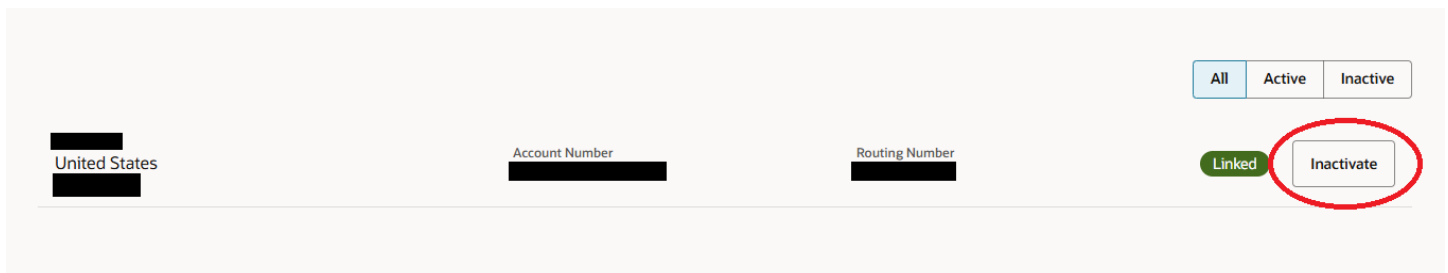 All Active Inactive
United States
Account Number
Routing Number
Linked
Inactivate